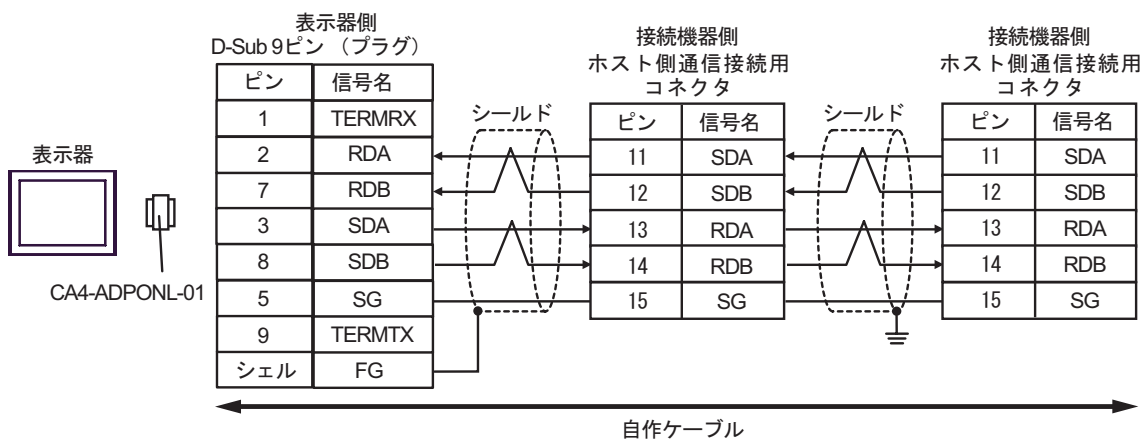 表示器側
D-Sub 9ピン （プラグ）
ピン 信号名
1 TERMRX
2 RDA
7 RDB
3 SDA
8 SDB
5 SG
9 TERMTX
シェル FG
表示器
CA4-ADPONL-01
シールド
接続機器側
ホスト側通信接続用
コネクタ
ピン 信号名
11 SDA
12 SDB
13 RDA
14 RDB
15 SG
シールド
接続機器側
ホスト側通信接続用
コネクタ
ピン 信号名
11 SDA
12 SDB
13 RDA
14 RDB
15 SG
自作ケーブル